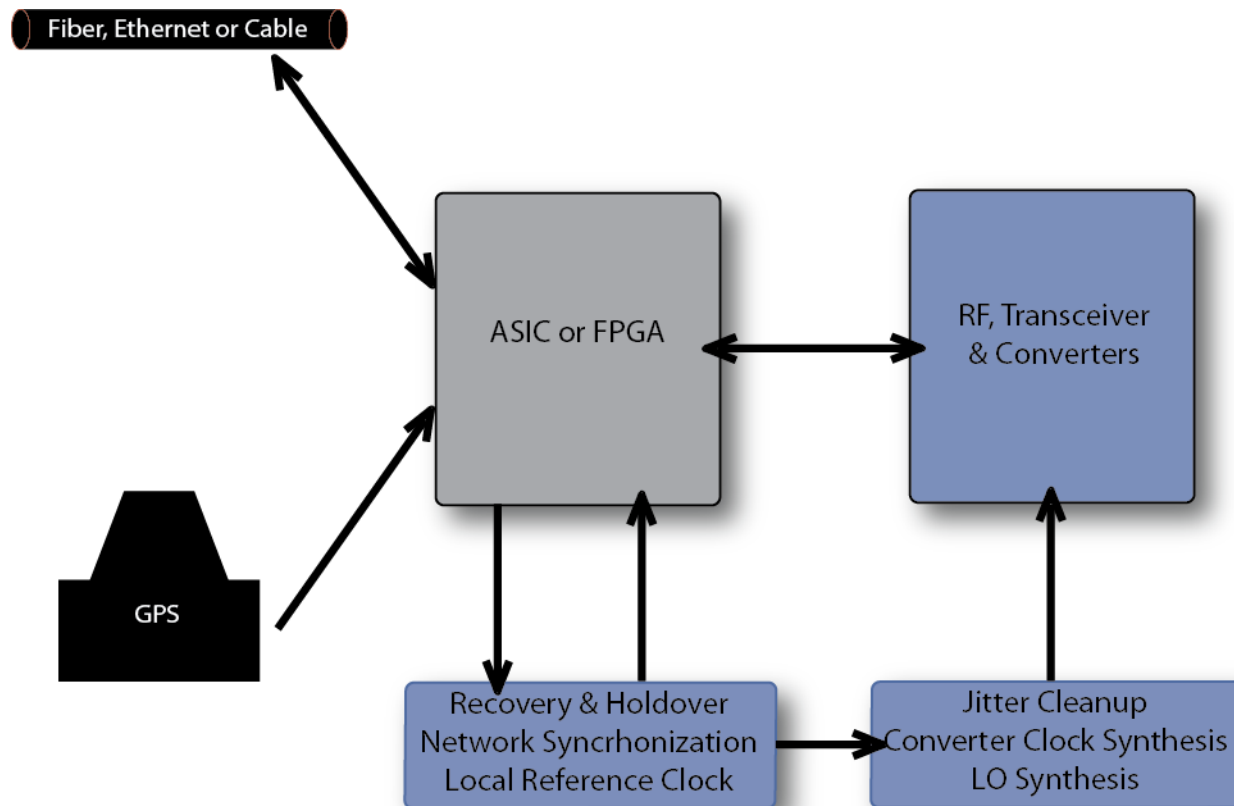 Fiber, Ethernet or Cable
ASIC or FPGA
RF, Transceiver
& Converters
GPS
Recovery & Holdover
Network Syncrhonization
Local Reference Clock
Jitter Cleanup
Converter Clock Synthesis
LO Synthesis